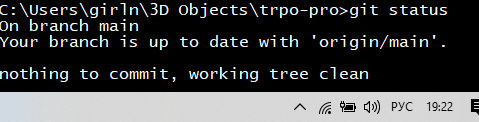 C:\Users\girln\3D Objects\trpo-pro>git status
On branch main
Your branch is up to date with 'origin/main'.
nothing to commit, working tree clean
РУС 19:22